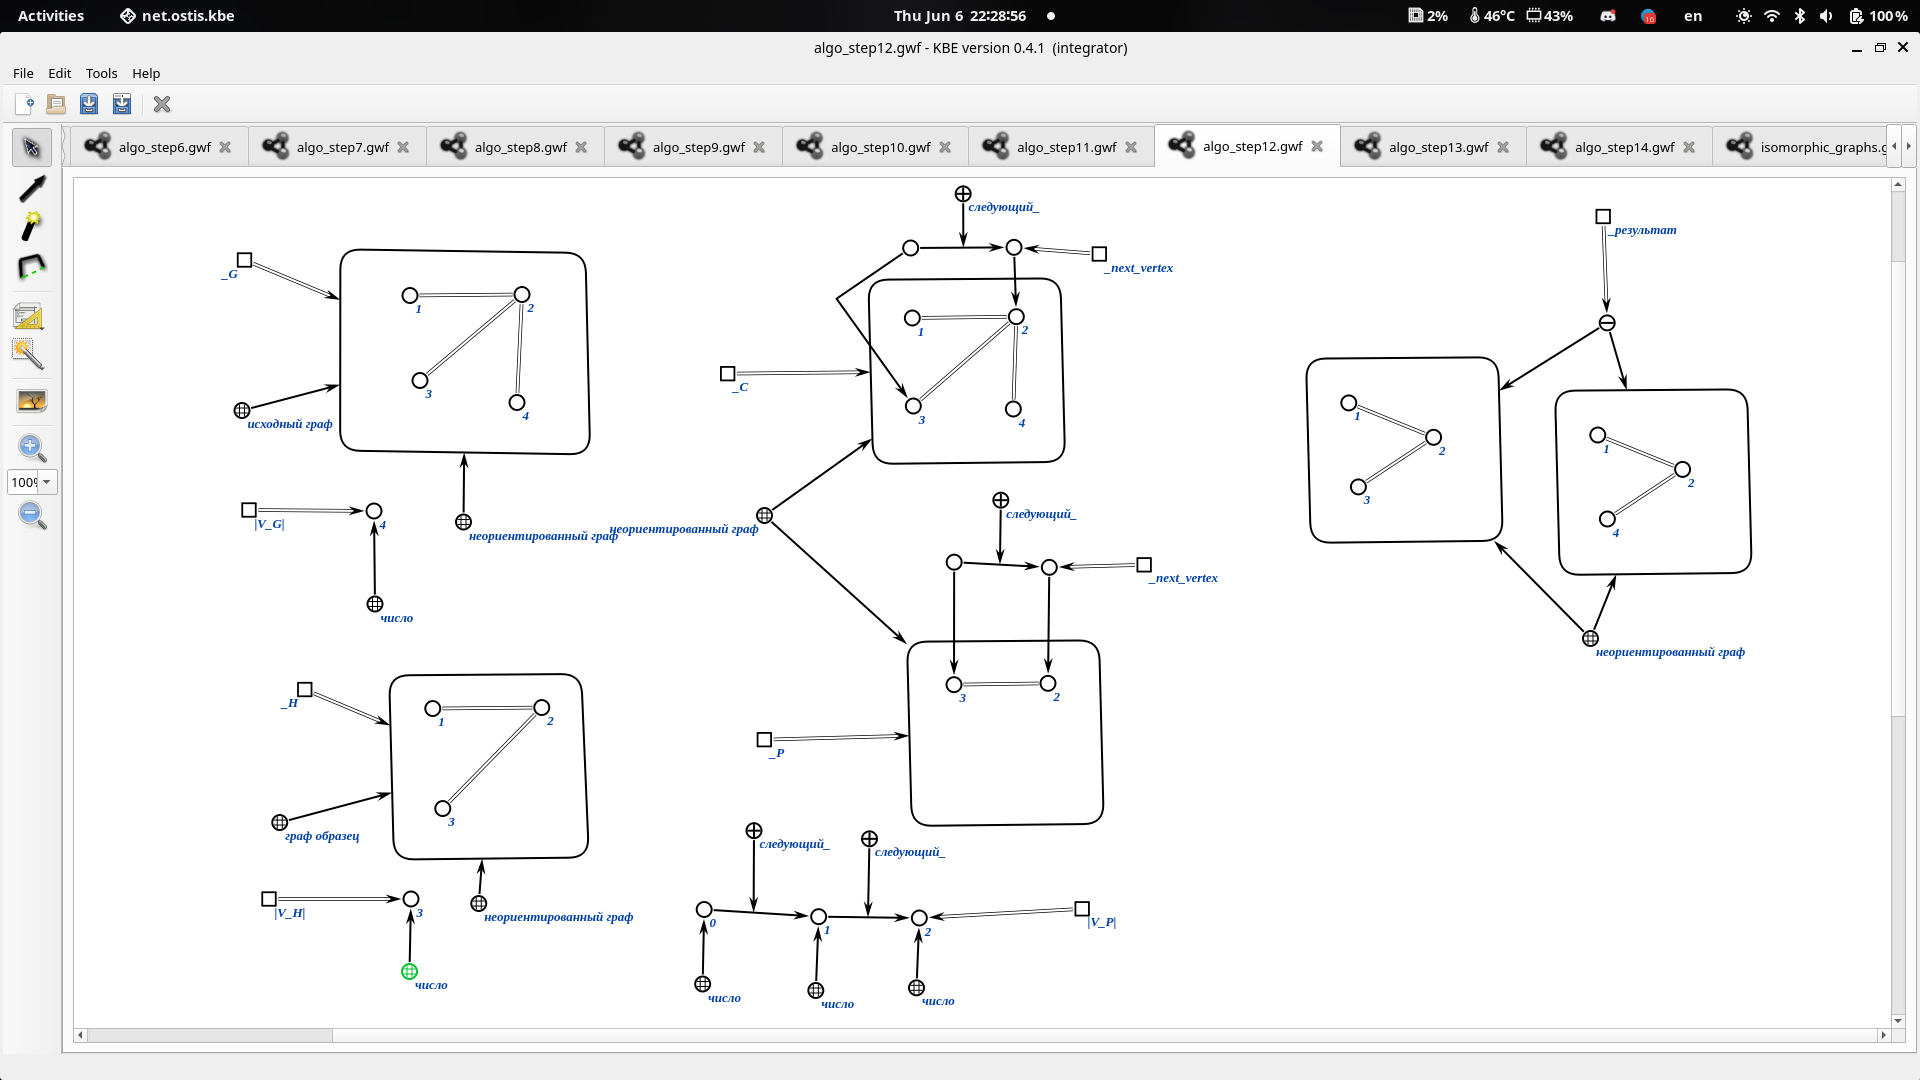 Activities net.ostis.kbe Thu Jun 6 22:28:56 2% 46°C 43% 16 en 100%
algo_step12.gwf - KBE version 0.4.1 (integrator)
File Edit Tools Help
algo_step6.gwf algo_step7.gwf algo_step8.gwf algo_step9.gwf algo_step10.gwf algo_step11.gwf algo_step12.gwf algo_step13.gwf algo_step14.gwf isomorphic_graphs.g
100%
_G
1
2
3
4
исходный граф
неориентированный граф
|V_G|
4
число
_H
1
2
3
граф образец
неориентированный граф
|V_H|
3
число
следующий_
_next_vertex
1
2
3
4
_C
неориентированный граф
следующий_
_next_vertex
3
2
_P
следующий_
следующий_
0
1
2
|V_P|
число
число
число
_результат
1
2
3
1
2
4
неориентированный граф